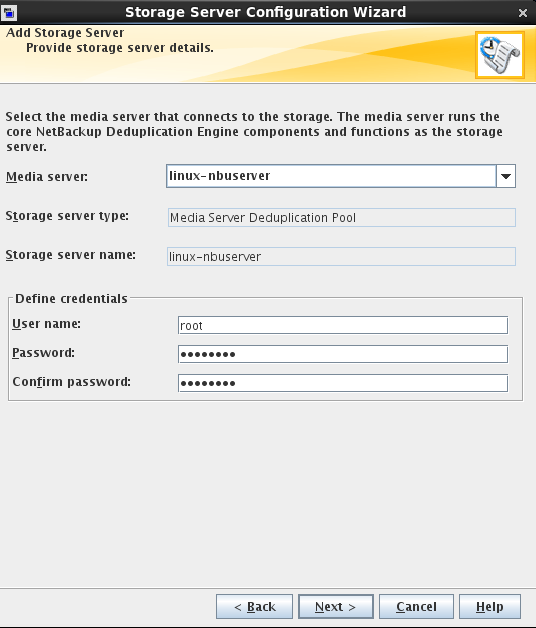 Storage Server Configuration Wizard
Add Storage Server
Provide storage server details.
Select the media server that connects to the storage. The media server runs the
core NetBackup Deduplication Engine components and functions as the storage
server.
Media server: linux-nbuserver
Storage server type: Media Server Deduplication Pool
Storage server name: linux-nbuserver
Define credentials
User name: root
Password: ••••••••
Confirm password: ••••••••
< Back Next > Cancel Help